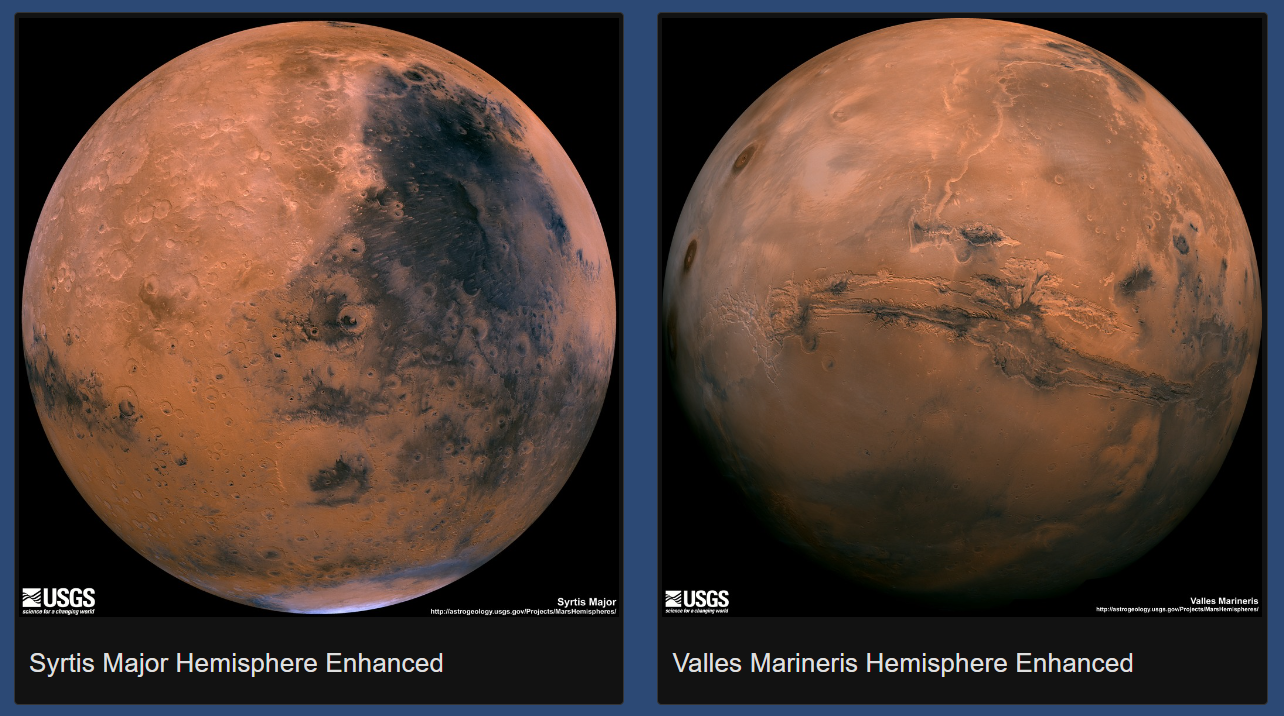 USGS
science for a changing world
Syrtis Major
http://astrogeology.usgs.gov/Projects/MarsHemispheres/
Syrtis Major Hemisphere Enhanced
USGS
science for a changing world
Valles Marineris
http://astrogeology.usgs.gov/Projects/MarsHemispheres/
Valles Marineris Hemisphere Enhanced